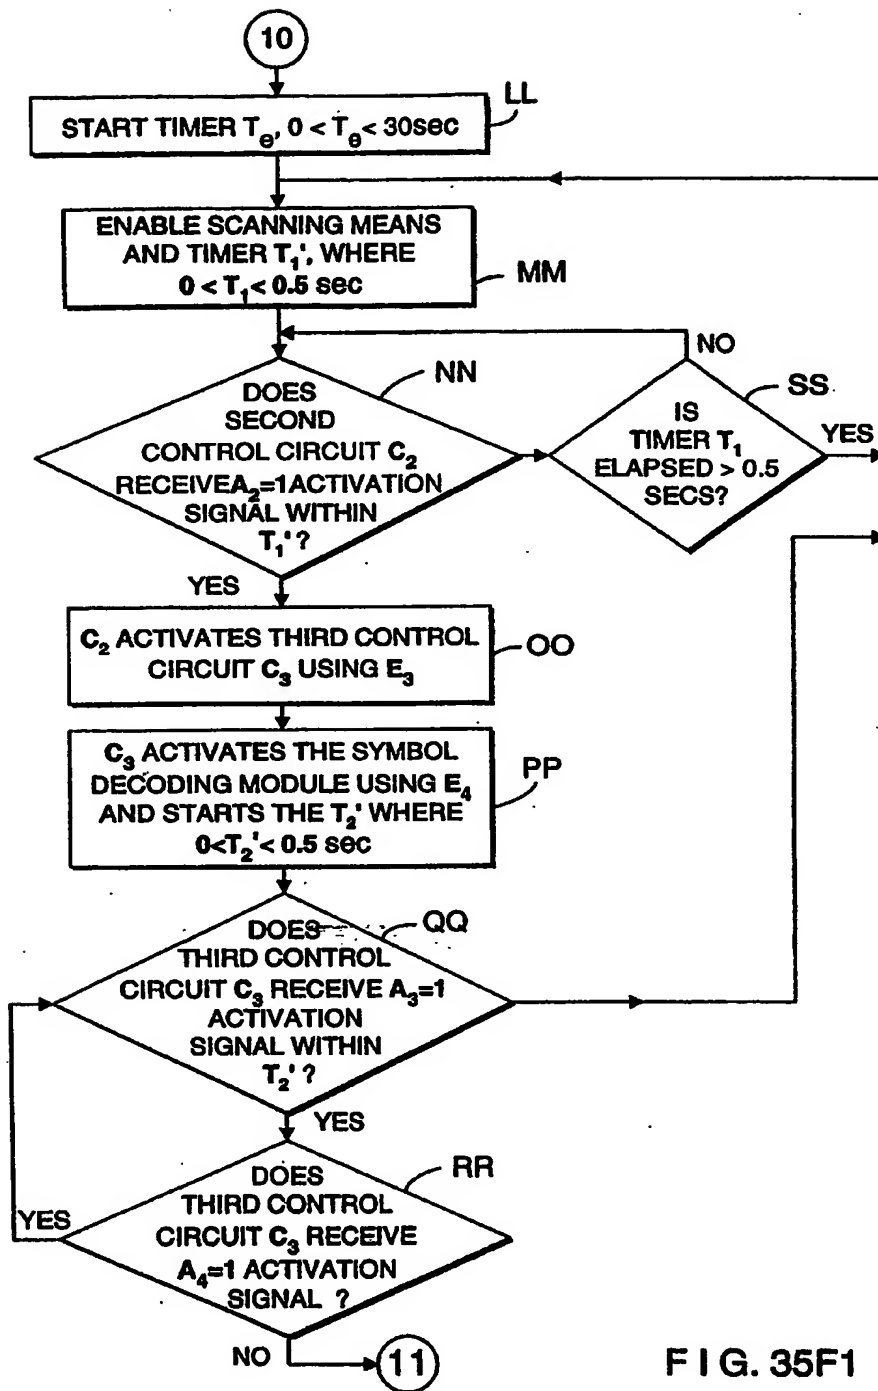 10
START TIMER Te, 0 < Te < 30sec
LL
ENABLE SCANNING MEANS
AND TIMER T1', WHERE
0 < T1 < 0.5 sec
MM
DOES
SECOND
CONTROL CIRCUIT C2
RECEIVE A2=1 ACTIVATION
SIGNAL WITHIN
T1' ?
NN
NO
IS
TIMER T1
ELAPSED > 0.5
SECS?
SS
YES
YES
C2 ACTIVATES THIRD CONTROL
CIRCUIT C3 USING E3
OO
C3 ACTIVATES THE SYMBOL
DECODING MODULE USING E4
AND STARTS THE T2' WHERE
0<T2'< 0.5 sec
PP
DOES
THIRD CONTROL
CIRCUIT C3 RECEIVE A3=1
ACTIVATION
SIGNAL WITHIN
T2' ?
QQ
YES
DOES
THIRD CONTROL
CIRCUIT C3 RECEIVE
A4=1 ACTIVATION
SIGNAL ?
RR
YES
NO
11
FIG. 35F1